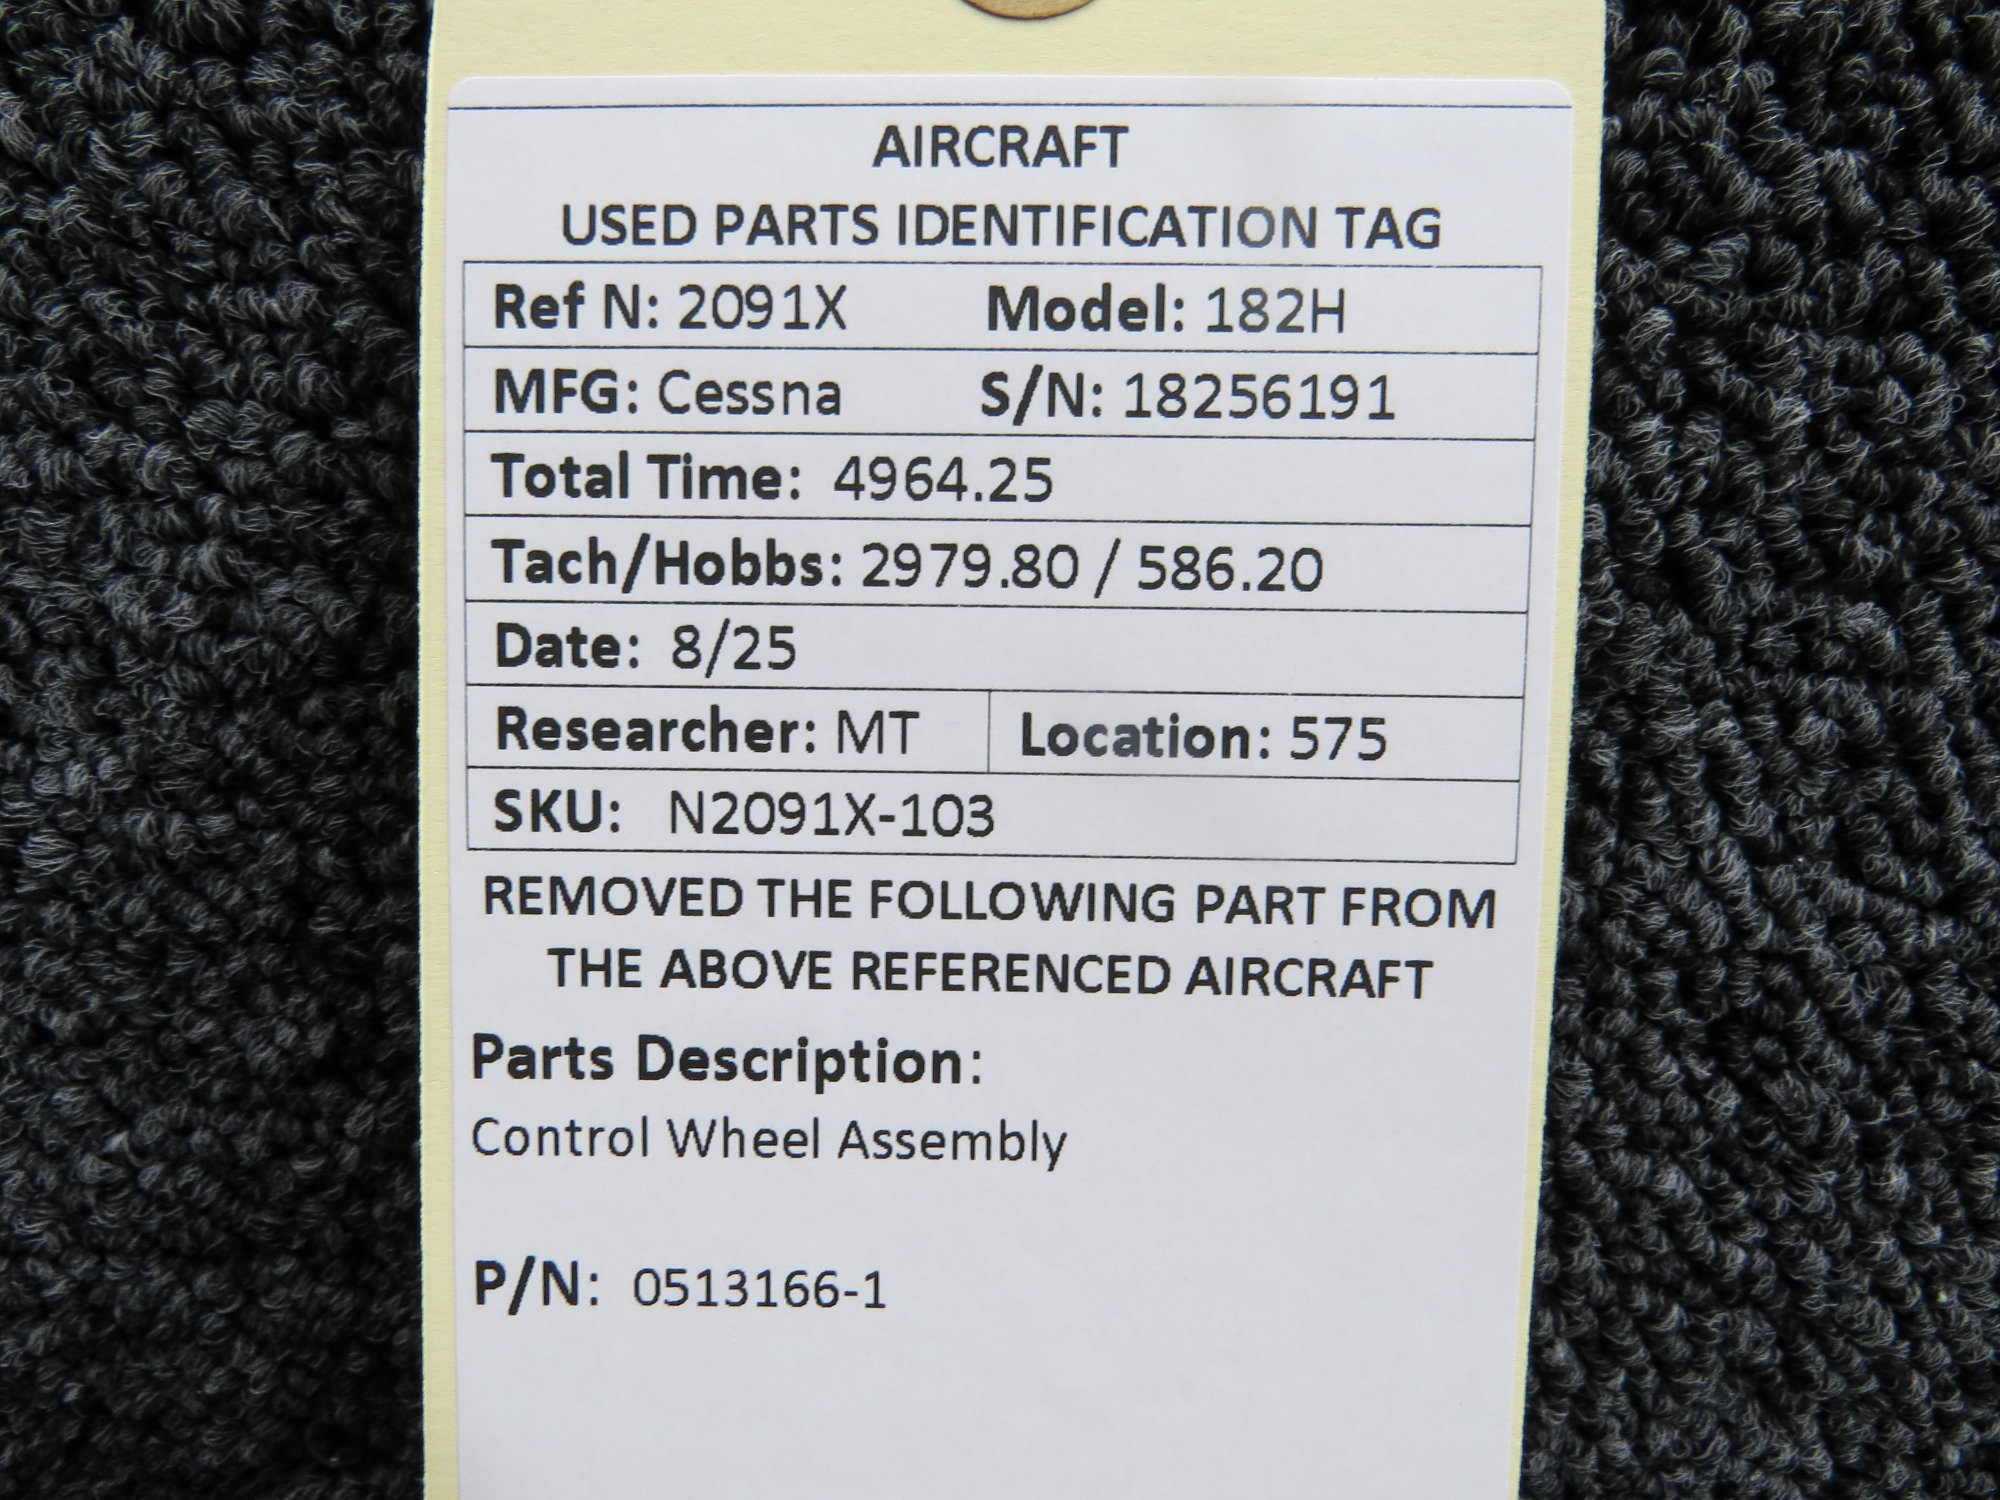 AIRCRAFT
USED PARTS IDENTIFICATION TAG
Ref N: 2091X Model: 182H
MFG: Cessna S/N: 18256191
Total Time: 4964.25
Tach/Hobbs: 2979.80 / 586.20
Date: 8/25
Researcher: MT Location: 575
SKU: N2091X-103
REMOVED THE FOLLOWING PART FROM
THE ABOVE REFERENCED AIRCRAFT
Parts Description:
Control Wheel Assembly
P/N: 0513166-1